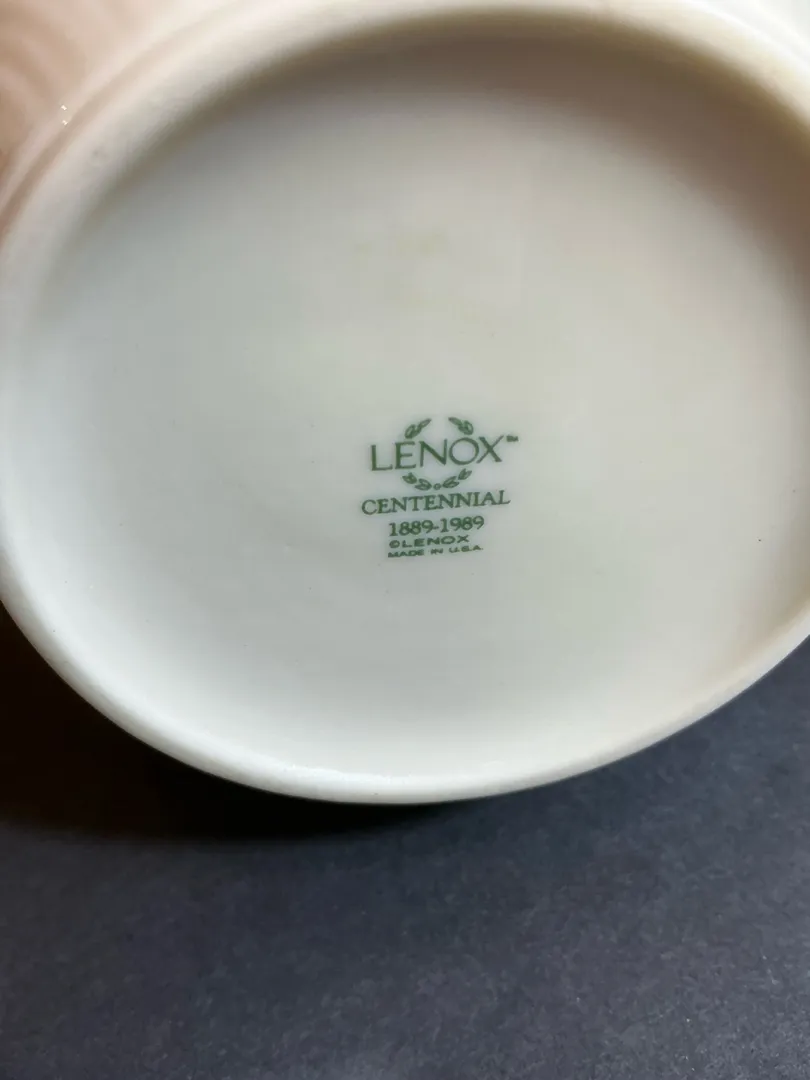 LENOX™
CENTENNIAL
1889-1989
©LENOX
MADE IN U.S.A.